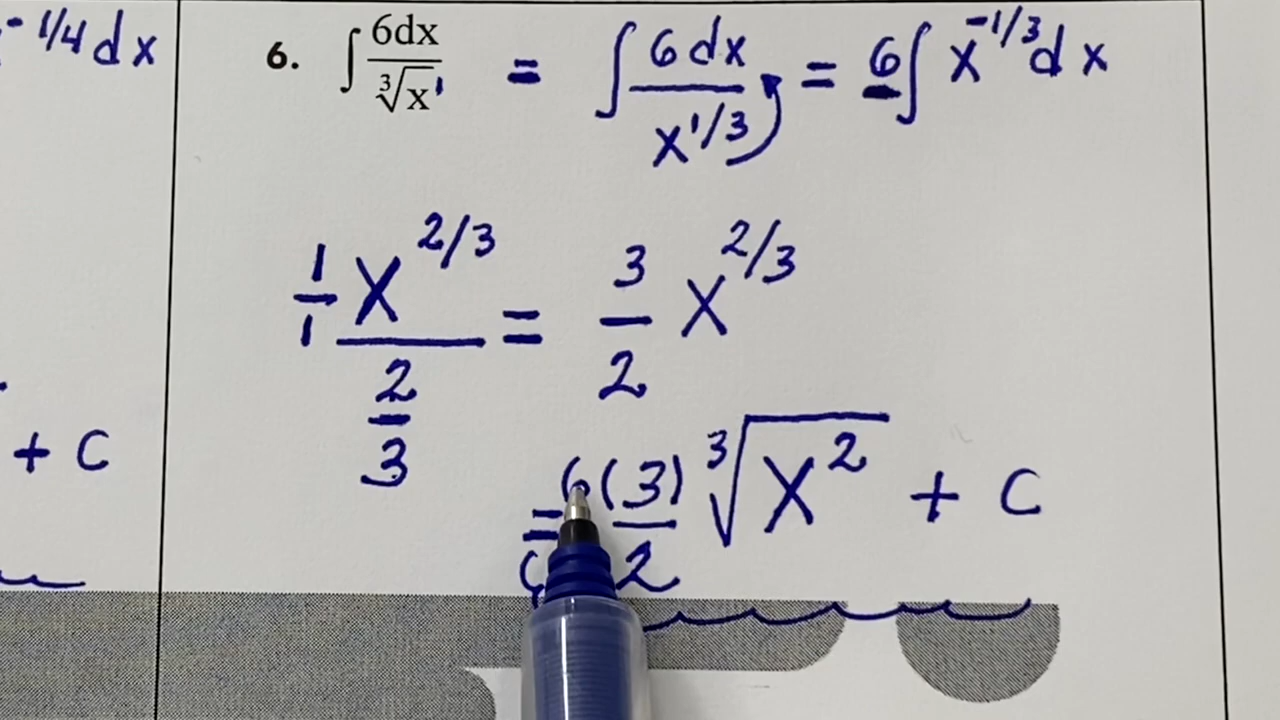 -1/4 dx
6. ∫ 6dx / ∛x' = ∫ 6 dx / x^1/3 = 6 ∫ x^-1/3 dx
1/1 x^2/3 / (2/3) = 3/2 x^2/3
+ C
= 6(3)/2 ∛x^2 + C